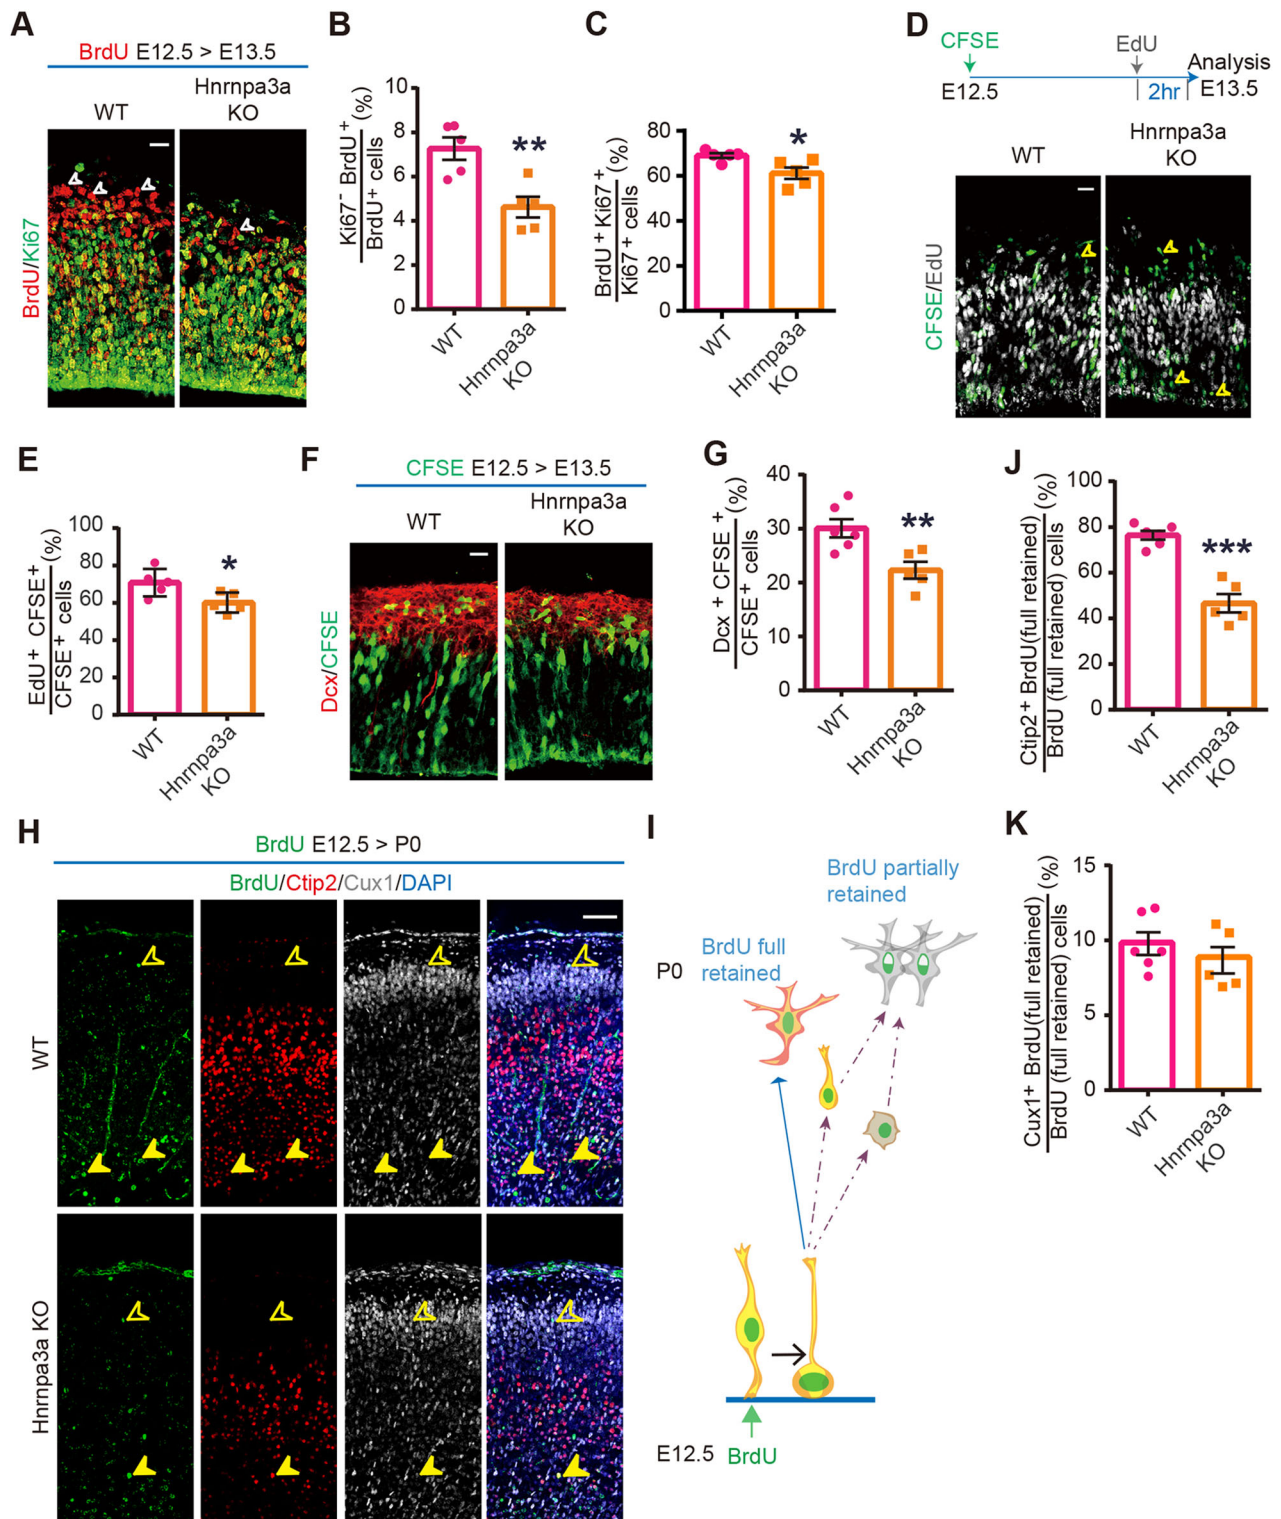 A
BrdU E12.5 > E13.5
WT
Hnrnpa3a
KO
BrdU/Ki67
B
Ki67⁻ BrdU⁺
BrdU⁺ cells
(%)
10
8
6
4
2
0
**
WT
Hnrnpa3a
KO
C
BrdU⁺ Ki67⁺
Ki67⁺ cells
(%)
80
60
40
20
0
*
WT
Hnrnpa3a
KO
D
CFSE
EdU
Analysis
E12.5
2hr
E13.5
WT
Hnrnpa3a
KO
CFSE/EdU
E
EdU⁺ CFSE⁺
CFSE⁺ cells
(%)
100
80
60
40
20
0
*
WT
Hnrnpa3a
KO
F
CFSE E12.5 > E13.5
WT
Hnrnpa3a
KO
Dcx/CFSE
G
Dcx⁺ CFSE⁺
CFSE⁺ cells
(%)
40
30
20
10
0
**
WT
Hnrnpa3a
KO
J
Ctip2⁺ BrdU(full retained)
BrdU (full retained) cells
(%)
100
80
60
40
20
0
***
WT
Hnrnpa3a
KO
H
BrdU E12.5 > P0
BrdU/Ctip2/Cux1/DAPI
WT
Hnrnpa3a KO
I
BrdU partially
retained
BrdU full
retained
P0
E12.5
BrdU
K
Cux1⁺ BrdU(full retained)
BrdU (full retained) cells
(%)
15
10
5
0
WT
Hnrnpa3a
KO